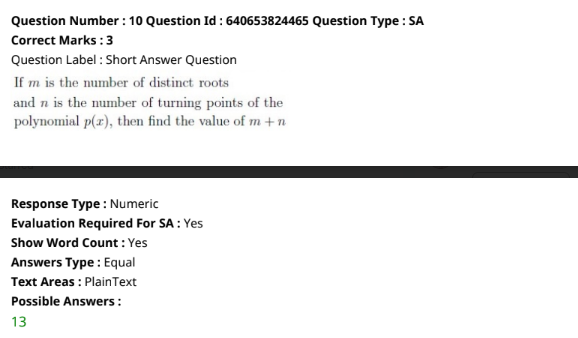 Question Number : 10 Question Id : 640653824465 Question Type : SA
Correct Marks : 3
Question Label : Short Answer Question
If m is the number of distinct roots
and n is the number of turning points of the
polynomial p(x), then find the value of m + n
Response Type : Numeric
Evaluation Required For SA : Yes
Show Word Count : Yes
Answers Type : Equal
Text Areas : PlainText
Possible Answers :
13